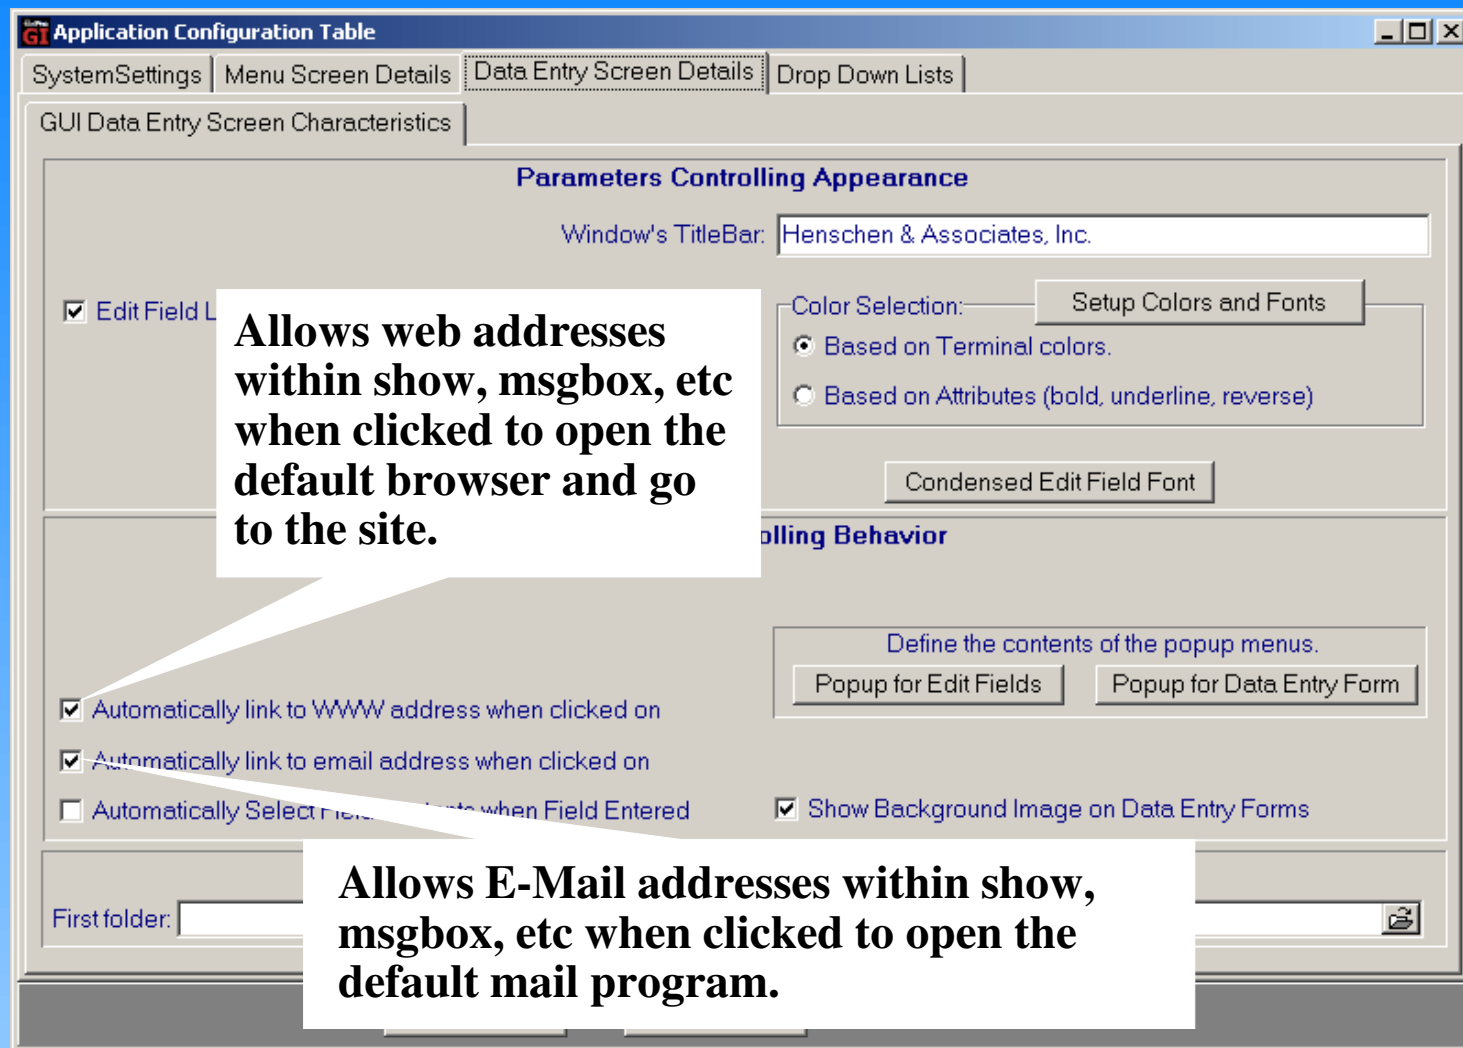 GI Application Configuration Table
SystemSettings Menu Screen Details Data Entry Screen Details Drop Down Lists
GUI Data Entry Screen Characteristics
Parameters Controlling Appearance
Window's TitleBar: Henschen & Associates, Inc.
Edit Field L
Color Selection: Setup Colors and Fonts
Based on Terminal colors.
Based on Attributes (bold, underline, reverse)
Condensed Edit Field Font
Allows web addresses
within show, msgbox, etc
when clicked to open the
default browser and go
to the site.
olling Behavior
Define the contents of the popup menus.
Popup for Edit Fields Popup for Data Entry Form
Automatically link to WWW address when clicked on
Automatically link to email address when clicked on
Automatically Select Field when Field Entered
Show Background Image on Data Entry Forms
First folder:
Allows E-Mail addresses within show,
msgbox, etc when clicked to open the
default mail program.